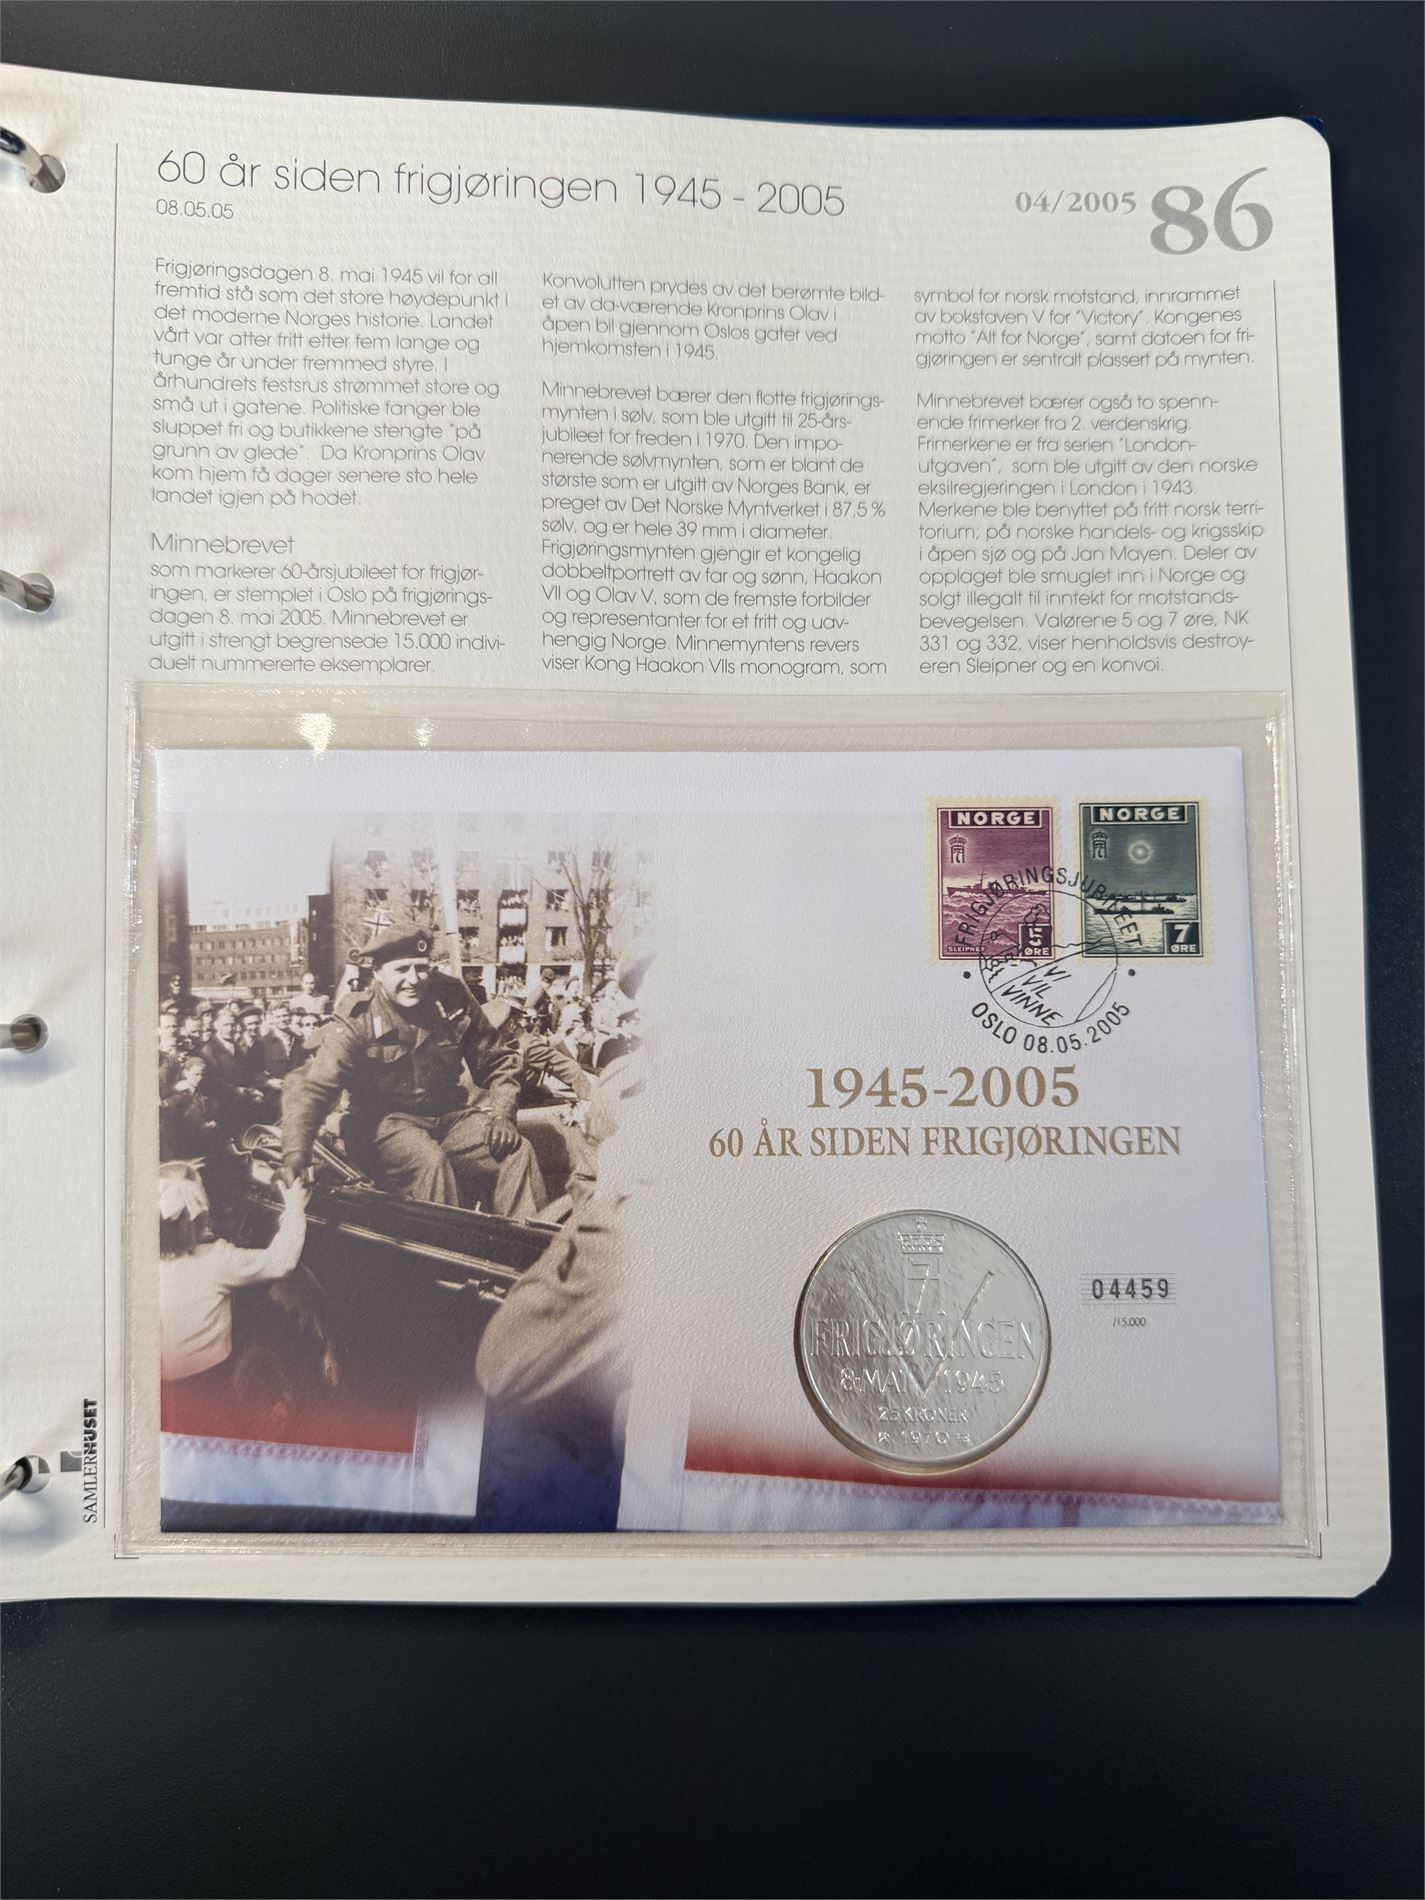 60 år siden frigjøringen 1945 - 2005
08.05.05
04/2005 86
Frigjøringsdagen 8. mai 1945 vil for all
fremtid stå som det store høydepunkt i
det moderne Norges historie. Landet
vårt var atter fritt etter fem lange og
tunge år under fremmed styre. I
århundrets festsrus strømmet store og
små ut i gatene. Politiske fanger ble
sluppet fri og butikkene stengte "på
grunn av glede". Da Kronprins Olav
kom hjem få dager senere sto hele
landet igjen på hodet.
Minnebrevet
som markerer 60-årsjubileet for frigjør-
ingen, er stemplet i Oslo på frigjørings-
dagen 8. mai 2005. Minnebrevet er
utgitt i strengt begrensede 15.000 indivi-
duelt nummererte eksemplarer.
Konvolutten prydes av det berømte bild-
et av da-værende Kronprins Olav i
åpen bil gjennom Oslos gater ved
hjemkomsten i 1945.
Minnebrevet bærer den flotte frigjørings-
mynten i sølv, som ble utgitt til 25-års-
jubileet for freden i 1970. Den impo-
nerende sølvmynten, som er blant de
største som er utgitt av Norges Bank, er
preget av Det Norske Myntverket i 87,5 %
sølv, og er hele 39 mm i diameter.
Frigjøringsmynten gjengir et kongelig
dobbeltportrett av far og sønn, Haakon
VII og Olav V, som de fremste forbilder
og representanter for et fritt og uav-
hengig Norge. Minnemyntens revers
viser Kong Haakon VIIs monogram, som
symbol for norsk motstand, innrammet
av bokstaven V for "Victory". Kongenes
motto "Alt for Norge", samt datoen for fri-
gjøringen er sentralt plassert på mynten.
Minnebrevet bærer også to spenn-
ende frimerker fra 2. verdenskrig.
Frimerkene er fra serien "London-
utgaven", som ble utgitt av den norske
eksilregjeringen i London i 1943.
Merkene ble benyttet på fritt norsk terri-
torium; på norske handels- og krigsskip
i åpen sjø og på Jan Mayen. Deler av
opplaget ble smuglet inn i Norge og
solgt illegalt til inntekt for motstands-
bevegelsen. Valørene 5 og 7 øre, NK
331 og 332, viser henholdsvis destroy-
eren Sleipner og en konvoi.
NORGE
SLEIPNER
5
ØRE
NORGE
7
ØRE
FRIGJØRINGSJUBILEET
VI
VIL
VINNE
OSLO 08.05.2005
1945-2005
60 ÅR SIDEN FRIGJØRINGEN
FRIGJØRINGEN
8·MAI 1945
25 KRONER
1970
04459
/15.000
SAMLERHUSET